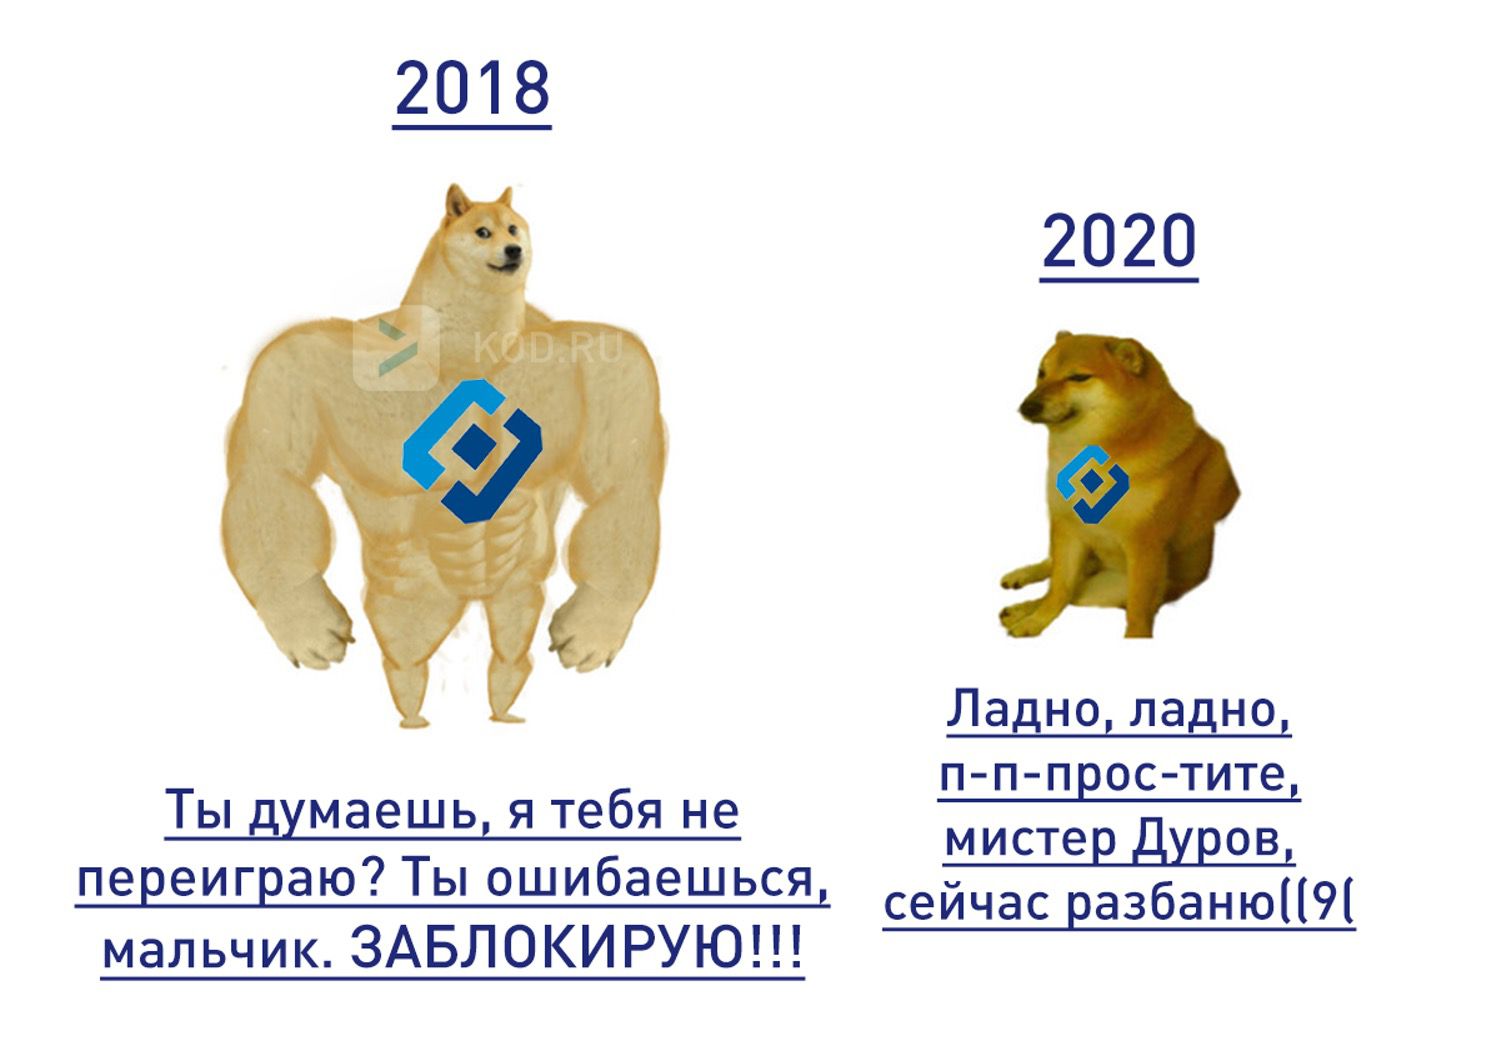 2018
KOD.RU
Ты думаешь, я тебя не
переиграю? Ты ошибаешься,
мальчик. ЗАБЛОКИРУЮ!!!
2020
Ладно, ладно,
п-п-прос-тите,
мистер Дуров,
сейчас разбаню((9(